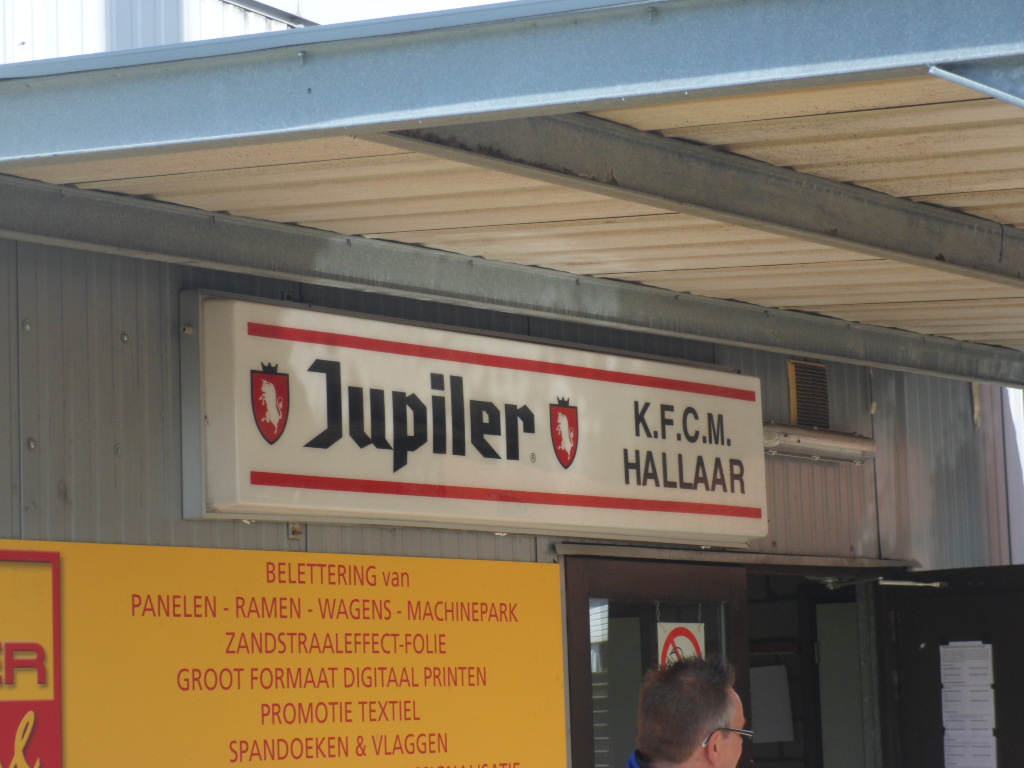 Jupiler
K.F.C.M.
HALLAAR
BELETTERING van
PANELEN - RAMEN - WAGENS - MACHINEPARK
ZANDSTRAALEFFECT-FOLIE
GROOT FORMAAT DIGITAAL PRINTEN
PROMOTIE TEXTIEL
SPANDOEKEN & VLAGGEN